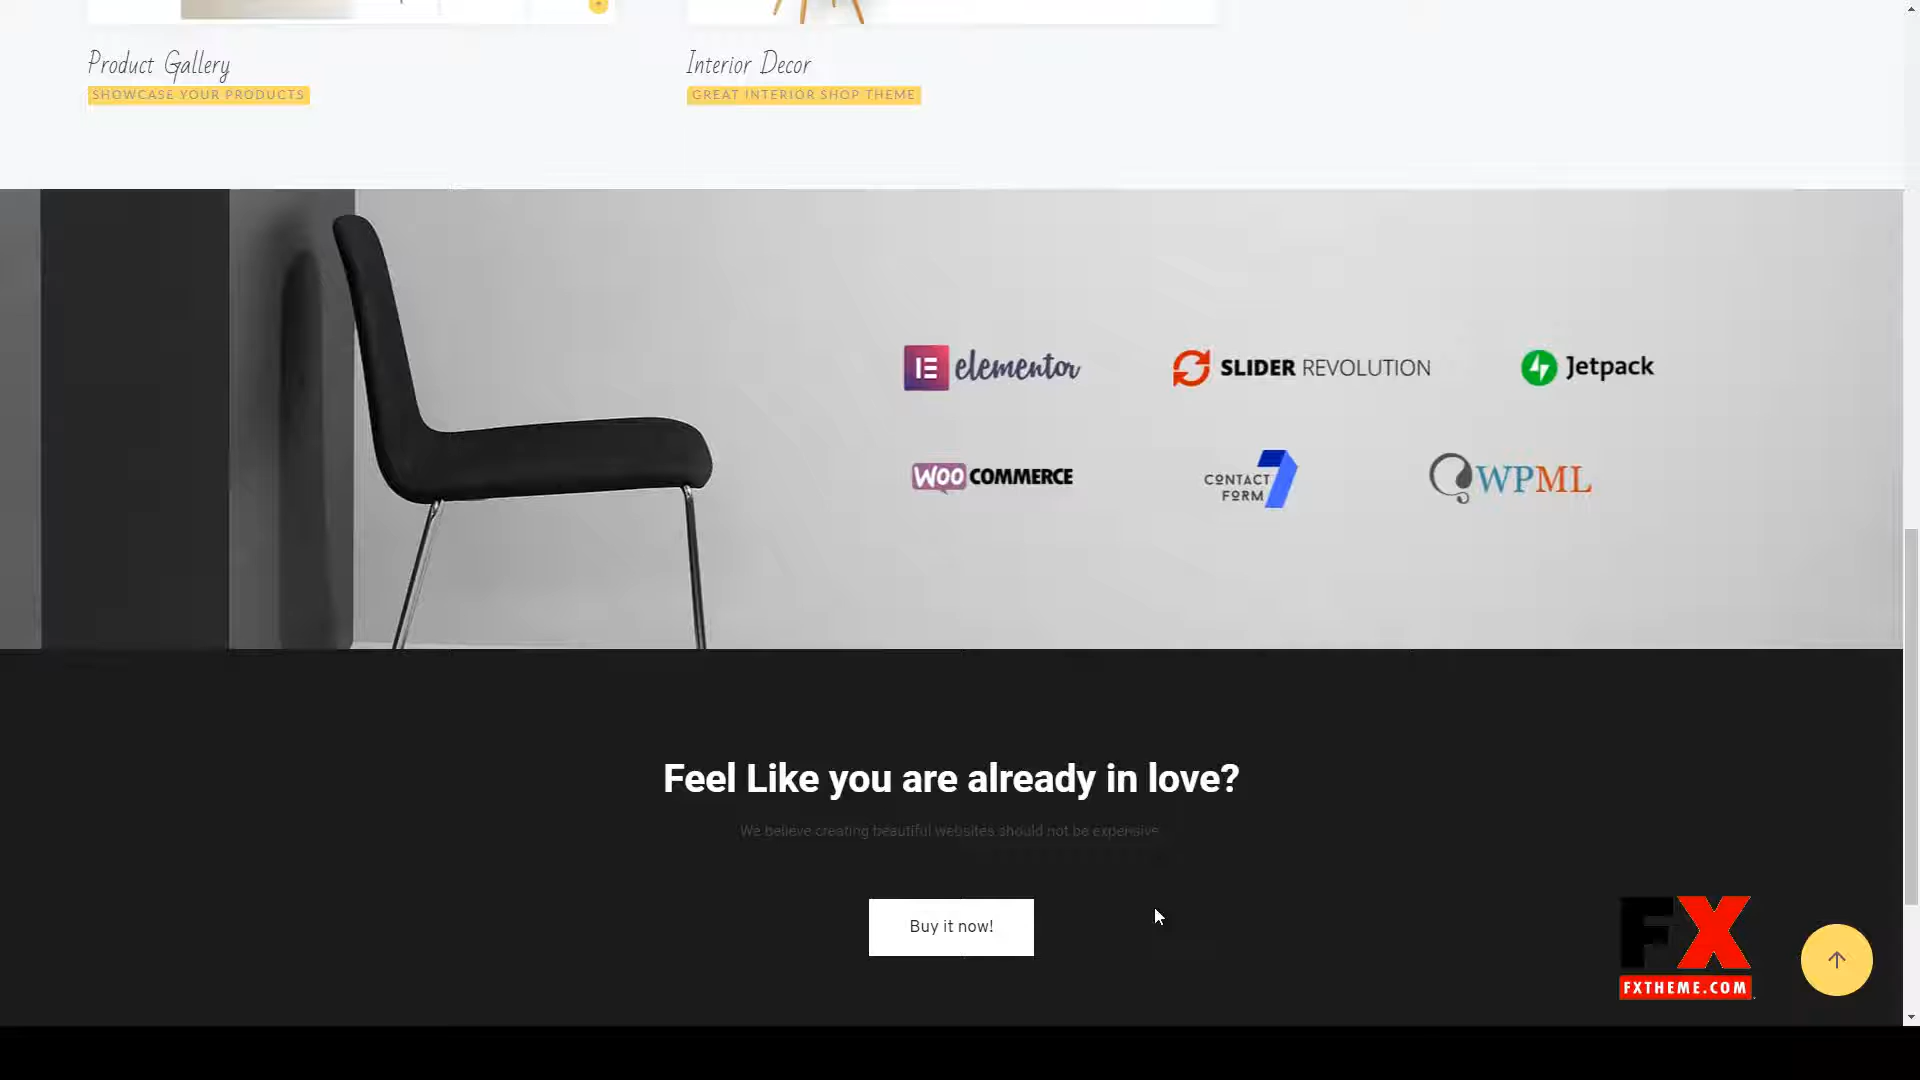 Product Gallery
SHOWCASE YOUR PRODUCTS
Interior Decor
GREAT INTERIOR SHOP THEME
elementor
SLIDER REVOLUTION
Jetpack
WOO COMMERCE
CONTACT FORM 7
WPML
Feel Like you are already in love?
We believe creating beautiful websites should not be expensive
Buy it now!
FX
FXTHEME.COM